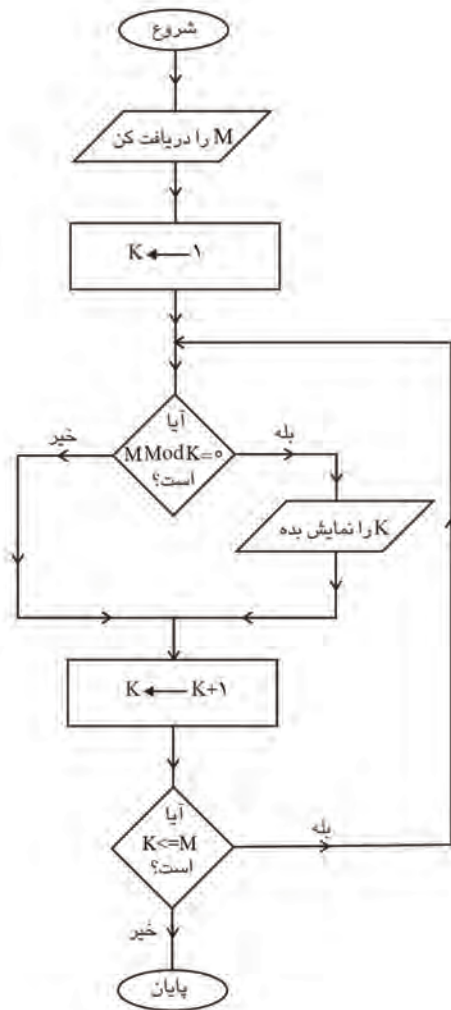 شروع
M را دریافت کن
K ← ۱
آیا
M Mod K=۰
است؟
خیر
بله
K را نمایش بده
K ← K+۱
آیا
K<=M
است؟
بله
خیر
پایان